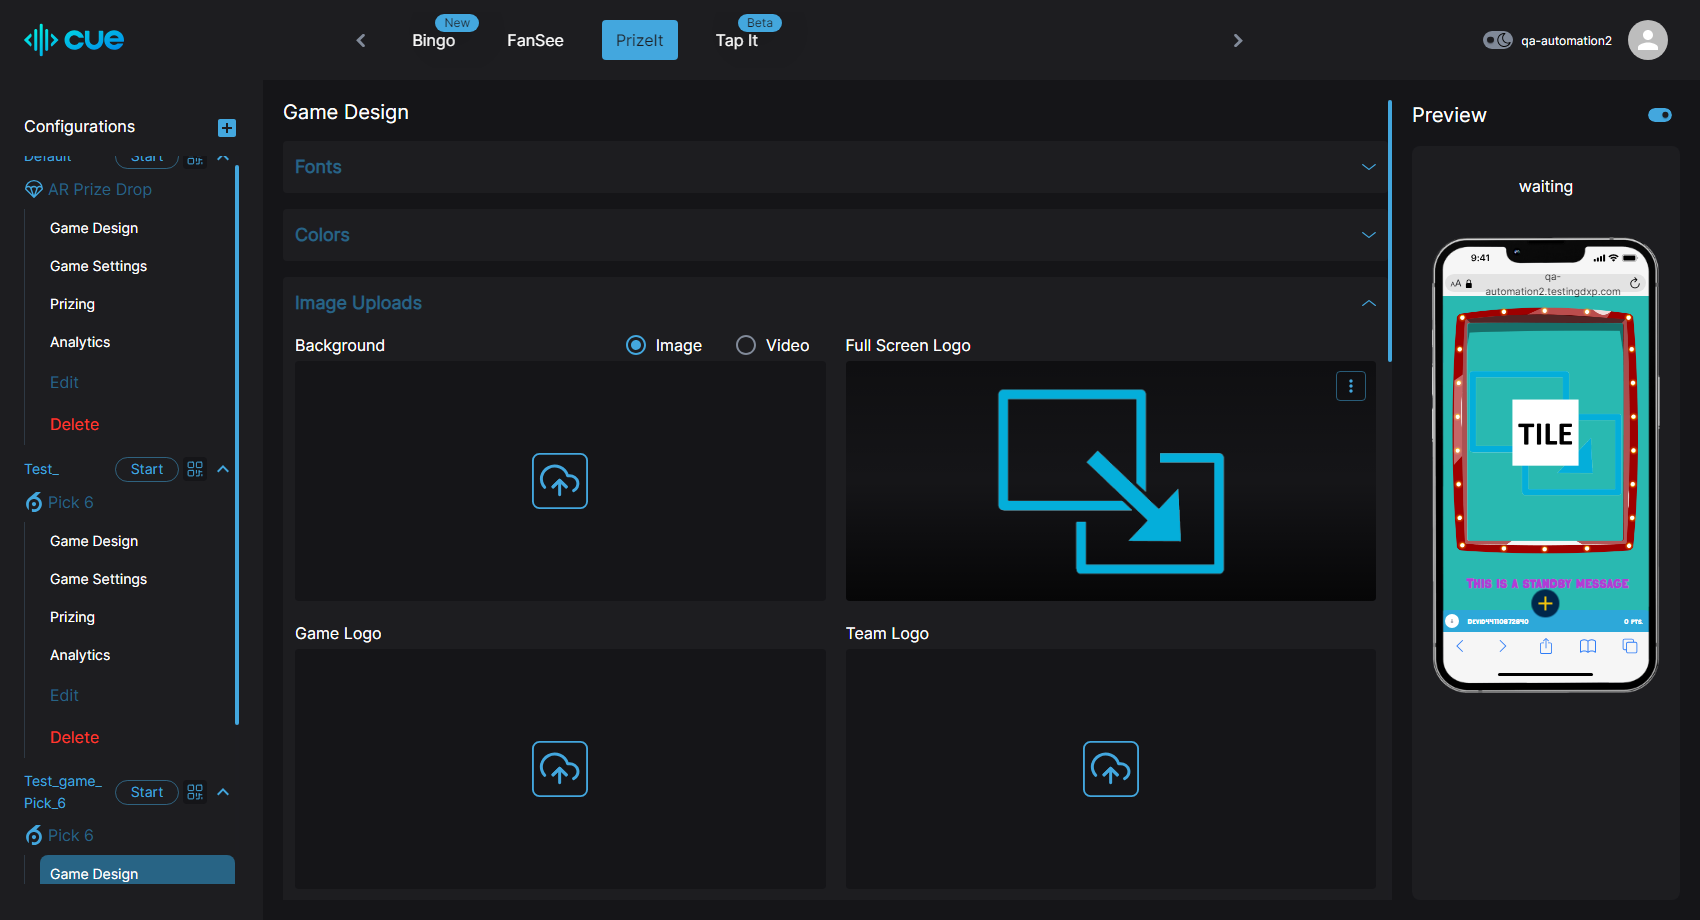 cue
New
Bingo
FanSee
PrizeIt
Beta
Tap It
qa-automation2
Configurations
Default
Start
AR Prize Drop
Game Design
Game Settings
Prizing
Analytics
Edit
Delete
Test_
Start
Pick 6
Game Design
Game Settings
Prizing
Analytics
Edit
Delete
Test_game_
Pick_6
Start
Pick 6
Game Design
Game Design
Fonts
Colors
Image Uploads
Background
Image
Video
Full Screen Logo
Game Logo
Team Logo
Preview
waiting
9:41
AA
qa-
automation2.testingdxp.com
TILE
THIS IS A STANDBY MESSAGE
0 PTS.